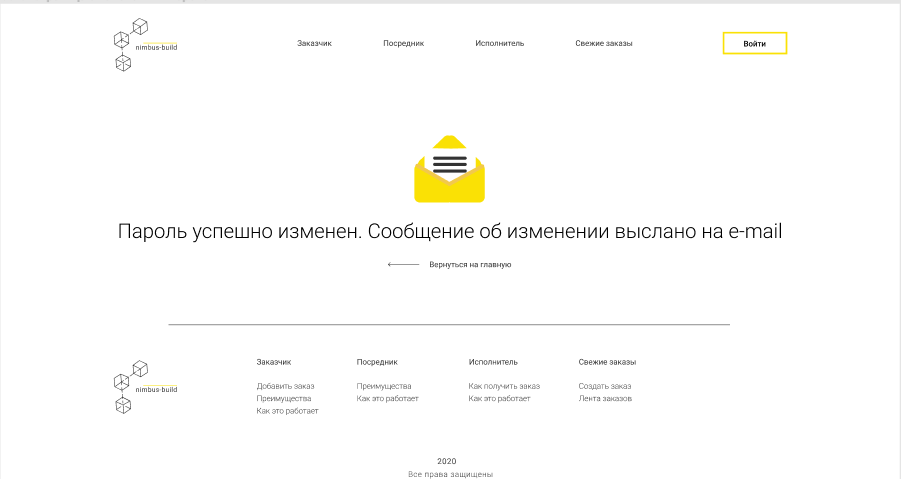 nimbus-build
Заказчик Посредник Исполнитель Свежие заказы Войти
Пароль успешно изменен. Сообщение об изменении выслано на e-mail
Вернуться на главную
Заказчик Посредник Исполнитель Свежие заказы
Добавить заказ Преимущества Как получить заказ Создать заказ
nimbus-build
Преимущества Как это работает Как это работает Лента заказов
Как это работает
2020
Все права защищены